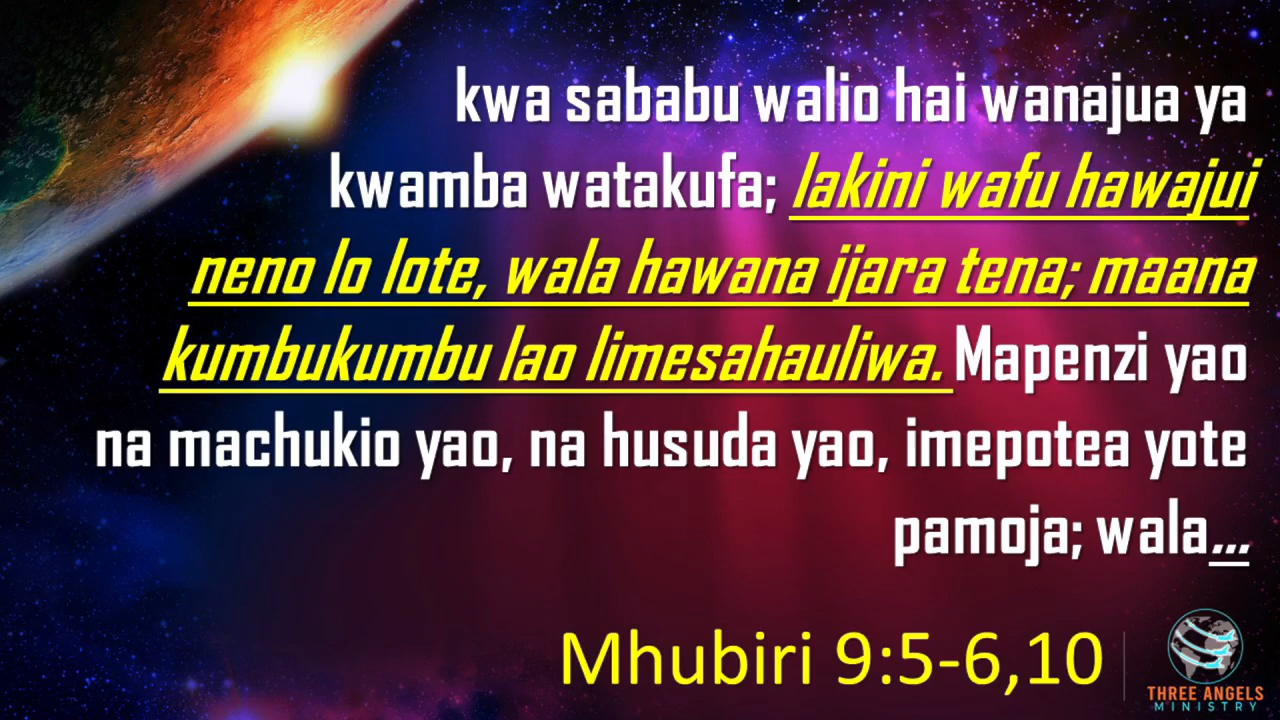 kwa sababu walio hai wanajua ya
kwamba watakufa; lakini wafu hawajui
neno lo lote, wala hawana ijara tena; maana
kumbukumbu lao limesahauliwa. Mapenzi yao
na machukio yao, na husuda yao, imepotea yote
pamoja; wala...
Mhubiri 9:5-6,10
THREE ANGELS
MINISTRY